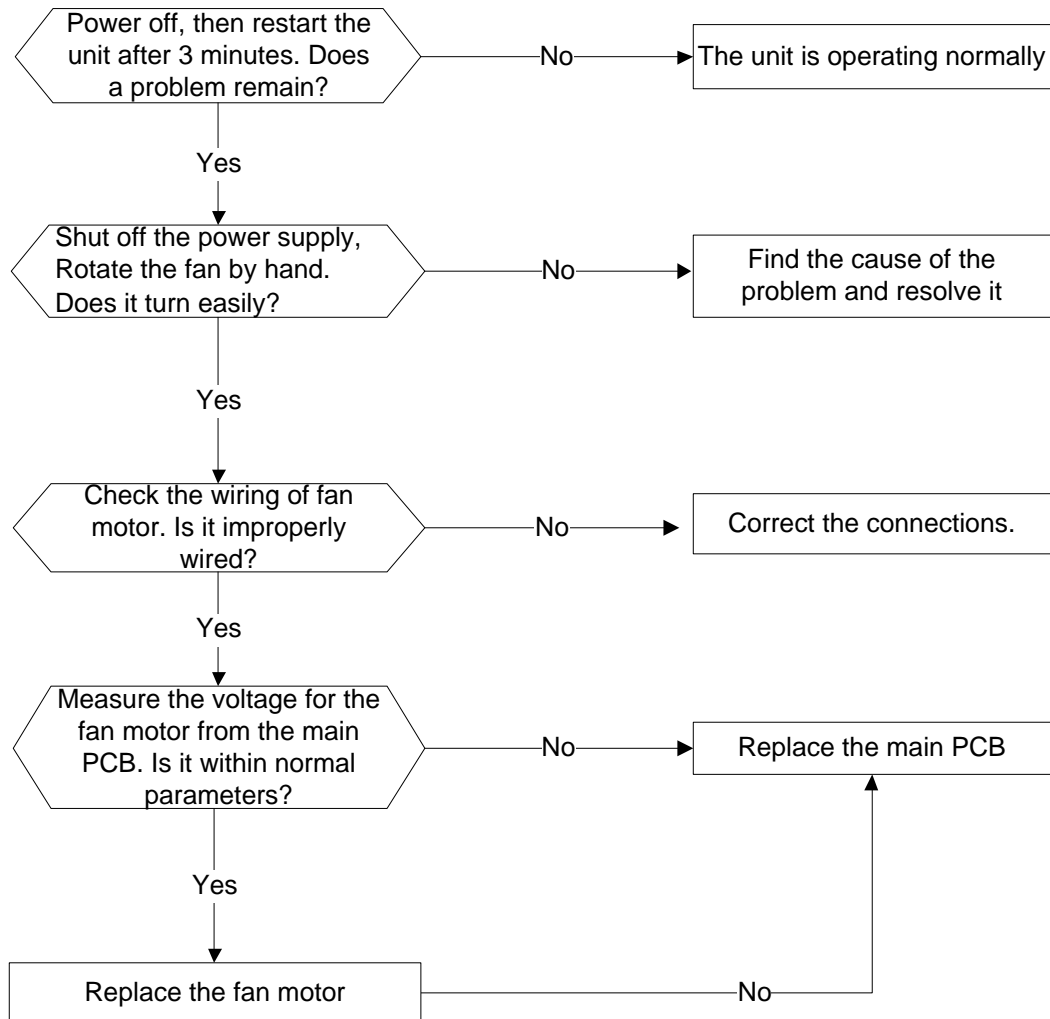 Power off, then restart the
unit after 3 minutes. Does
a problem remain?
No
The unit is operating normally
Yes
Shut off the power supply,
Rotate the fan by hand.
Does it turn easily?
No
Find the cause of the
problem and resolve it
Yes
Check the wiring of fan
motor. Is it improperly
wired?
No
Correct the connections.
Yes
Measure the voltage for the
fan motor from the main
PCB. Is it within normal
parameters?
No
Replace the main PCB
Yes
Replace the fan motor
No